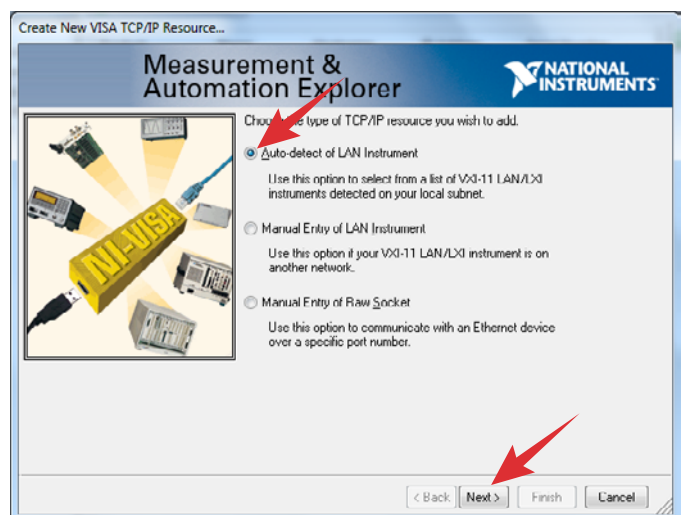 Create New VISA TCP/IP Resource...
Measurement &
Automation Explorer
NATIONAL
INSTRUMENTS
type of TCP/IP resource you wish to add.
Auto-detect of LAN Instrument
Use this option to select from a list of VXI-11 LAN/LXI
instruments detected on your local subnet.
Manual Entry of LAN Instrument
Use this option if your VXI-11 LAN/LXI instrument is on
another network.
Manual Entry of Raw Socket
Use this option to communicate with an Ethernet device
over a specific port number.
NI-VISA
< Back
Next >
Finish
Cancel